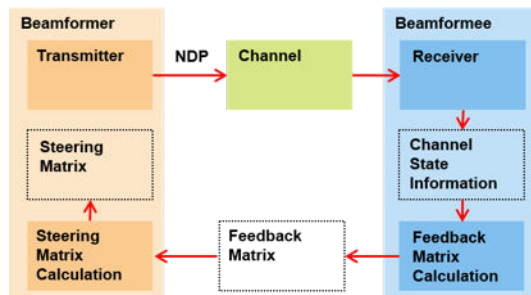 Beamformer
Beamformee
Transmitter
NDP
Channel
Receiver
Steering
Matrix
Channel
State
Information
Steering
Matrix
Calculation
Feedback
Matrix
Feedback
Matrix
Calculation